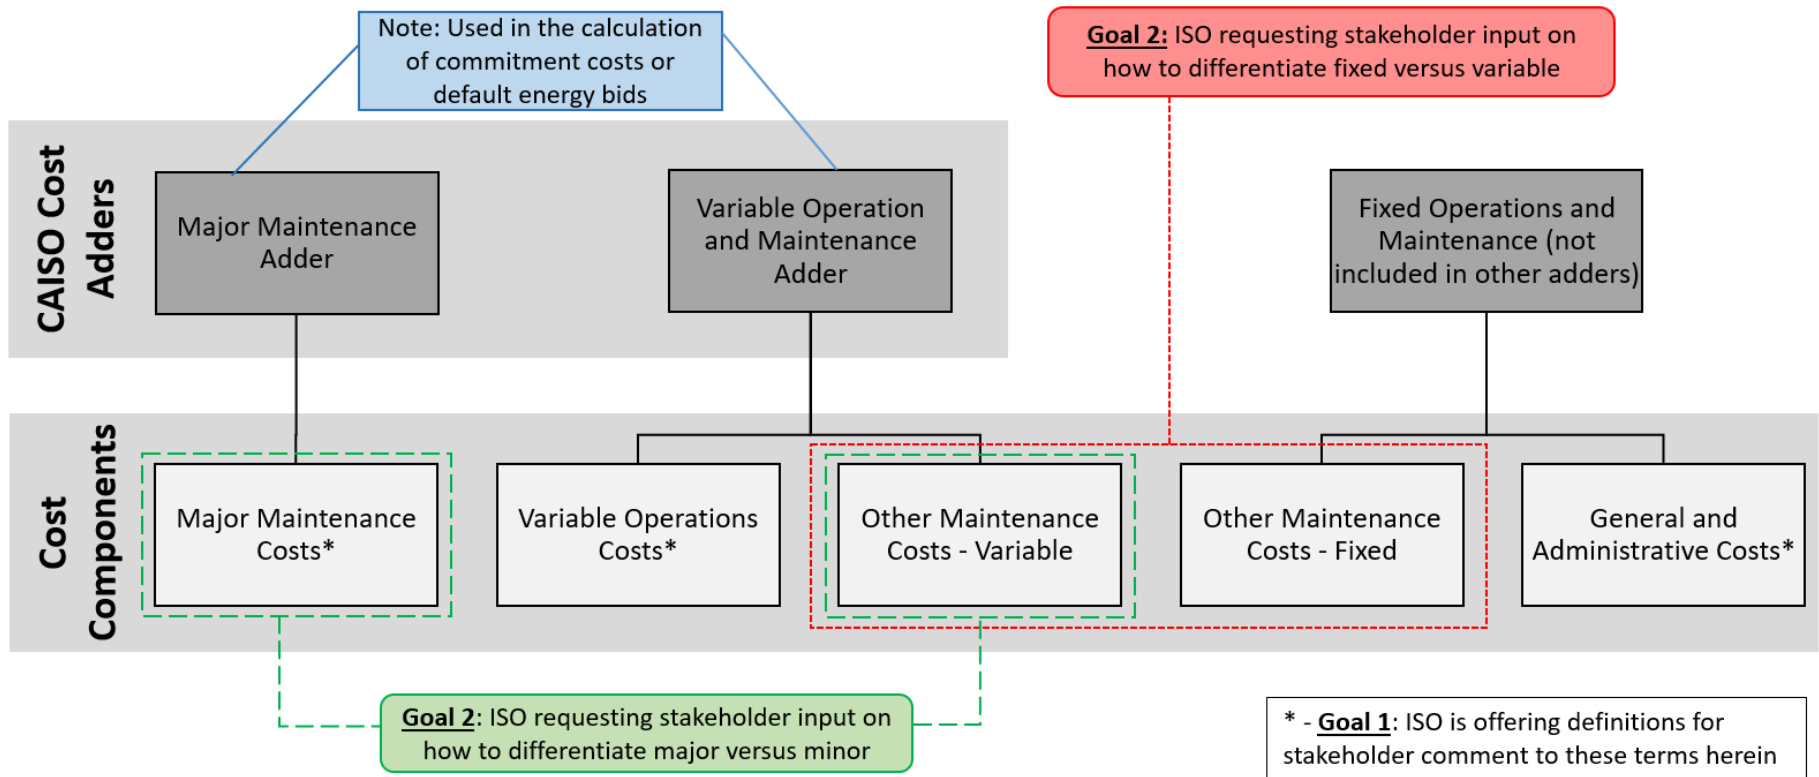 Note: Used in the calculation
of commitment costs or
default energy bids
Goal 2: ISO requesting stakeholder input on
how to differentiate fixed versus variable
CAISO Cost
Adders
Major Maintenance
Adder
Variable Operation
and Maintenance
Adder
Fixed Operations and
Maintenance (not
included in other adders)
Cost
Components
Major Maintenance
Costs*
Variable Operations
Costs*
Other Maintenance
Costs - Variable
Other Maintenance
Costs - Fixed
General and
Administrative Costs*
Goal 2: ISO requesting stakeholder input on
how to differentiate major versus minor
* - Goal 1: ISO is offering definitions for
stakeholder comment to these terms herein